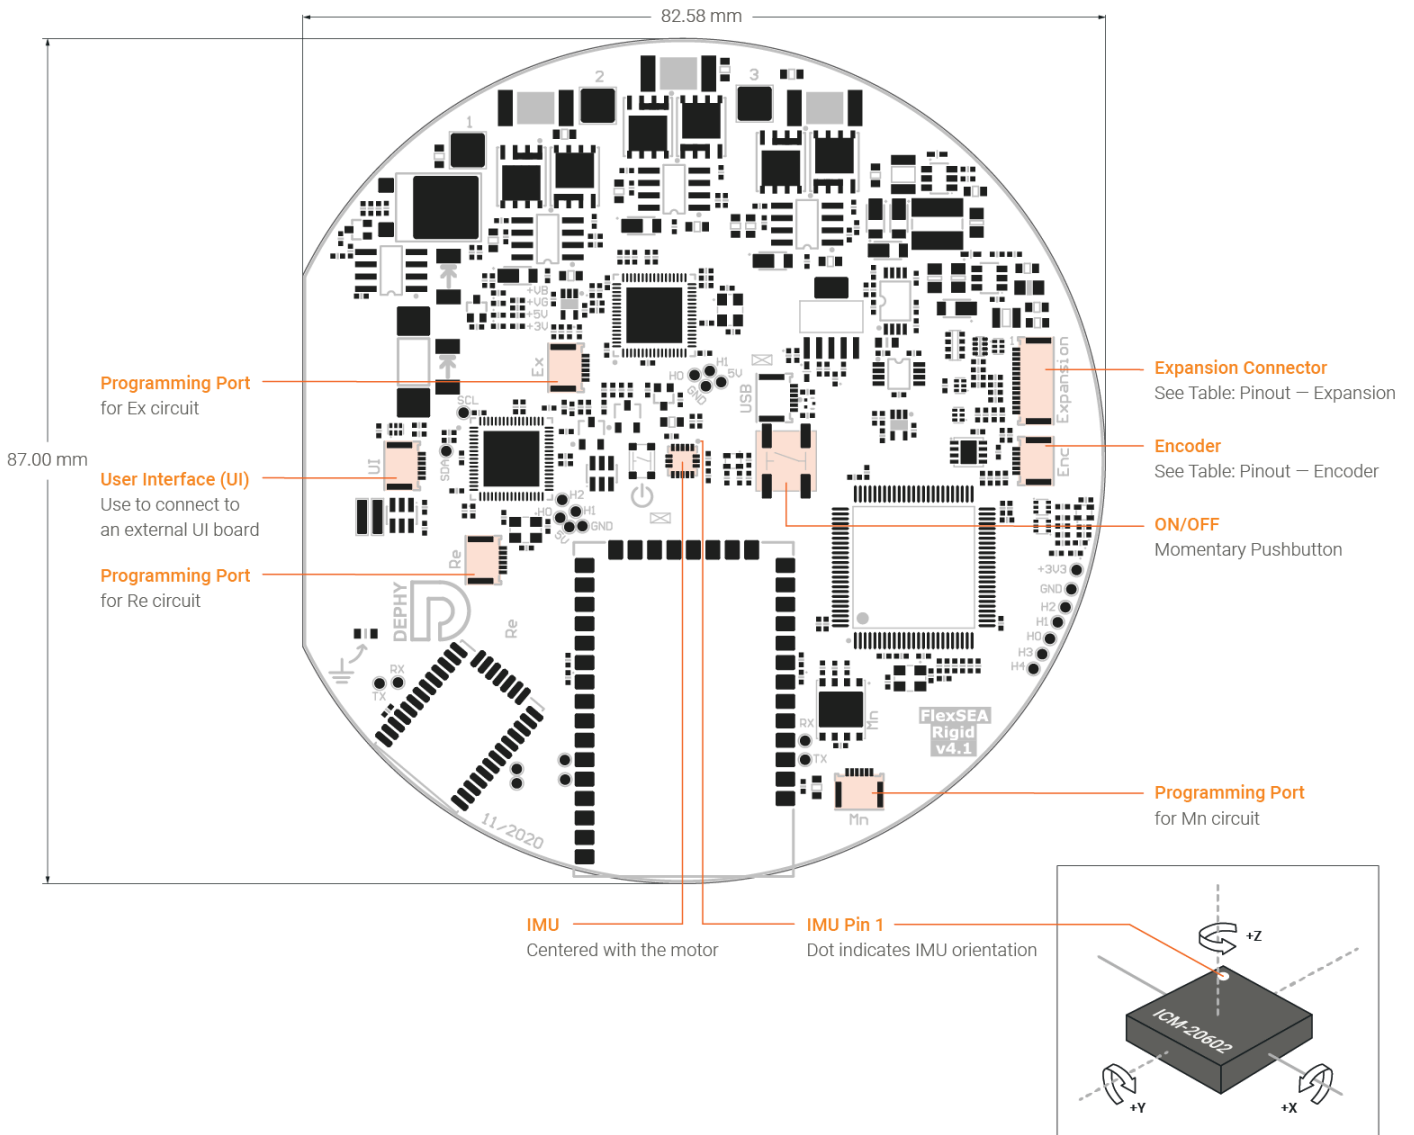 82.58 mm
87.00 mm
1
2
3
+VB
+VG
+5V
+3V
Ex
H1
H0
5V
GND
USB
SCL
SDA
UI
H2
H0
H1
GND
5V
Re
DEPHY
Re
RX
TX
11/2020
1
Expansion
Enc
+3V3
GND
H2
H1
H0
H3
H4
Mn
RX
TX
Mn
FlexSEA
Rigid
v4.1
Programming Port
for Ex circuit
User Interface (UI)
Use to connect to
an external UI board
Programming Port
for Re circuit
Expansion Connector
See Table: Pinout — Expansion
Encoder
See Table: Pinout — Encoder
ON/OFF
Momentary Pushbutton
Programming Port
for Mn circuit
IMU
Centered with the motor
IMU Pin 1
Dot indicates IMU orientation
+Z
ICM-20602
+Y
+X